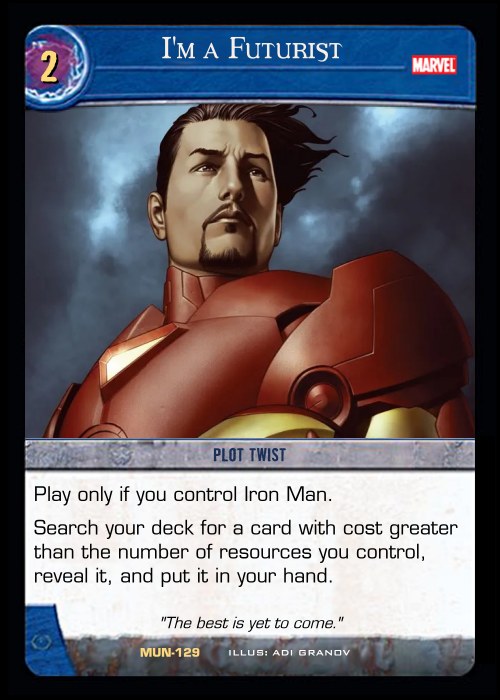 2
I'm a Futurist
MARVEL
PLOT TWIST
Play only if you control Iron Man.
Search your deck for a card with cost greater
than the number of resources you control,
reveal it, and put it in your hand.
"The best is yet to come."
MUN-129 ILLUS: ADI GRANOV